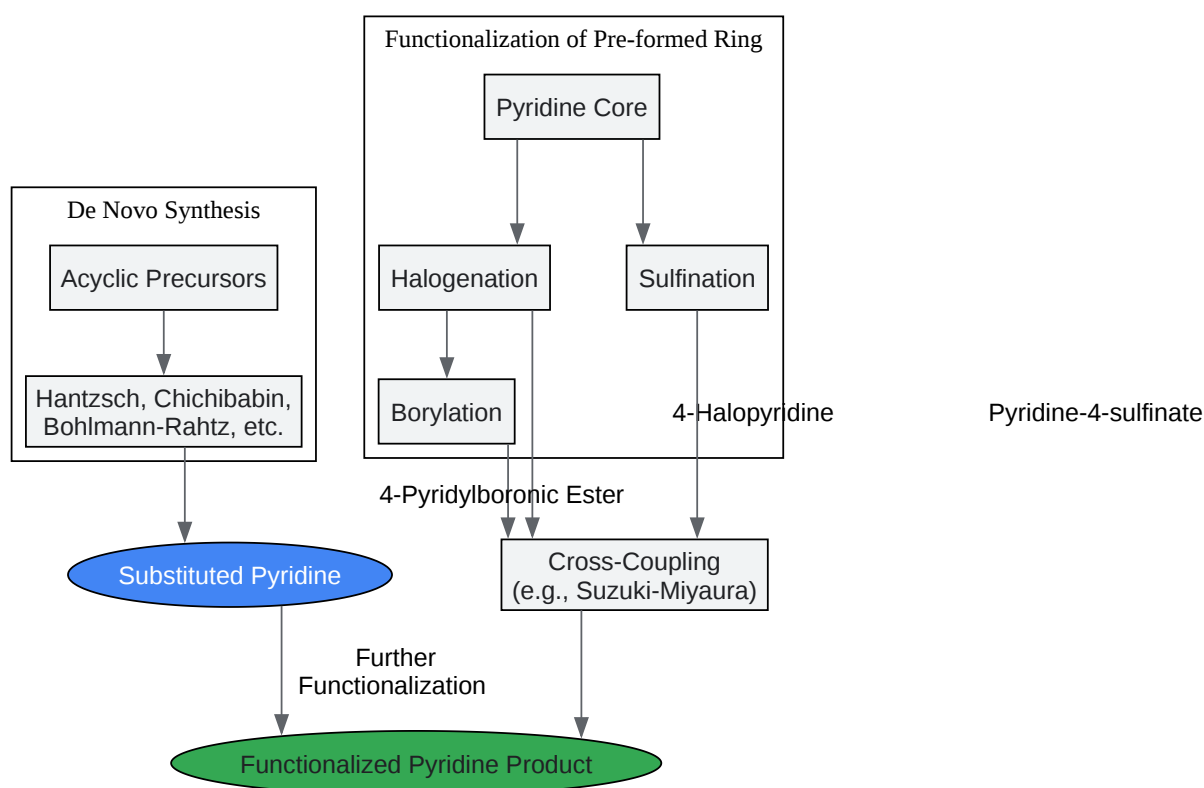 Functionalization of Pre-formed Ring
Pyridine Core
De Novo Synthesis
Acyclic Precursors
Halogenation
Sulfination
Hantzsch, Chichibabin,
Bohlmann-Rahtz, etc.
Borylation
4-Halopyridine
Pyridine-4-sulfinate
4-Pyridylboronic Ester
Substituted Pyridine
Cross-Coupling
(e.g., Suzuki-Miyaura)
Further
Functionalization
Functionalized Pyridine Product